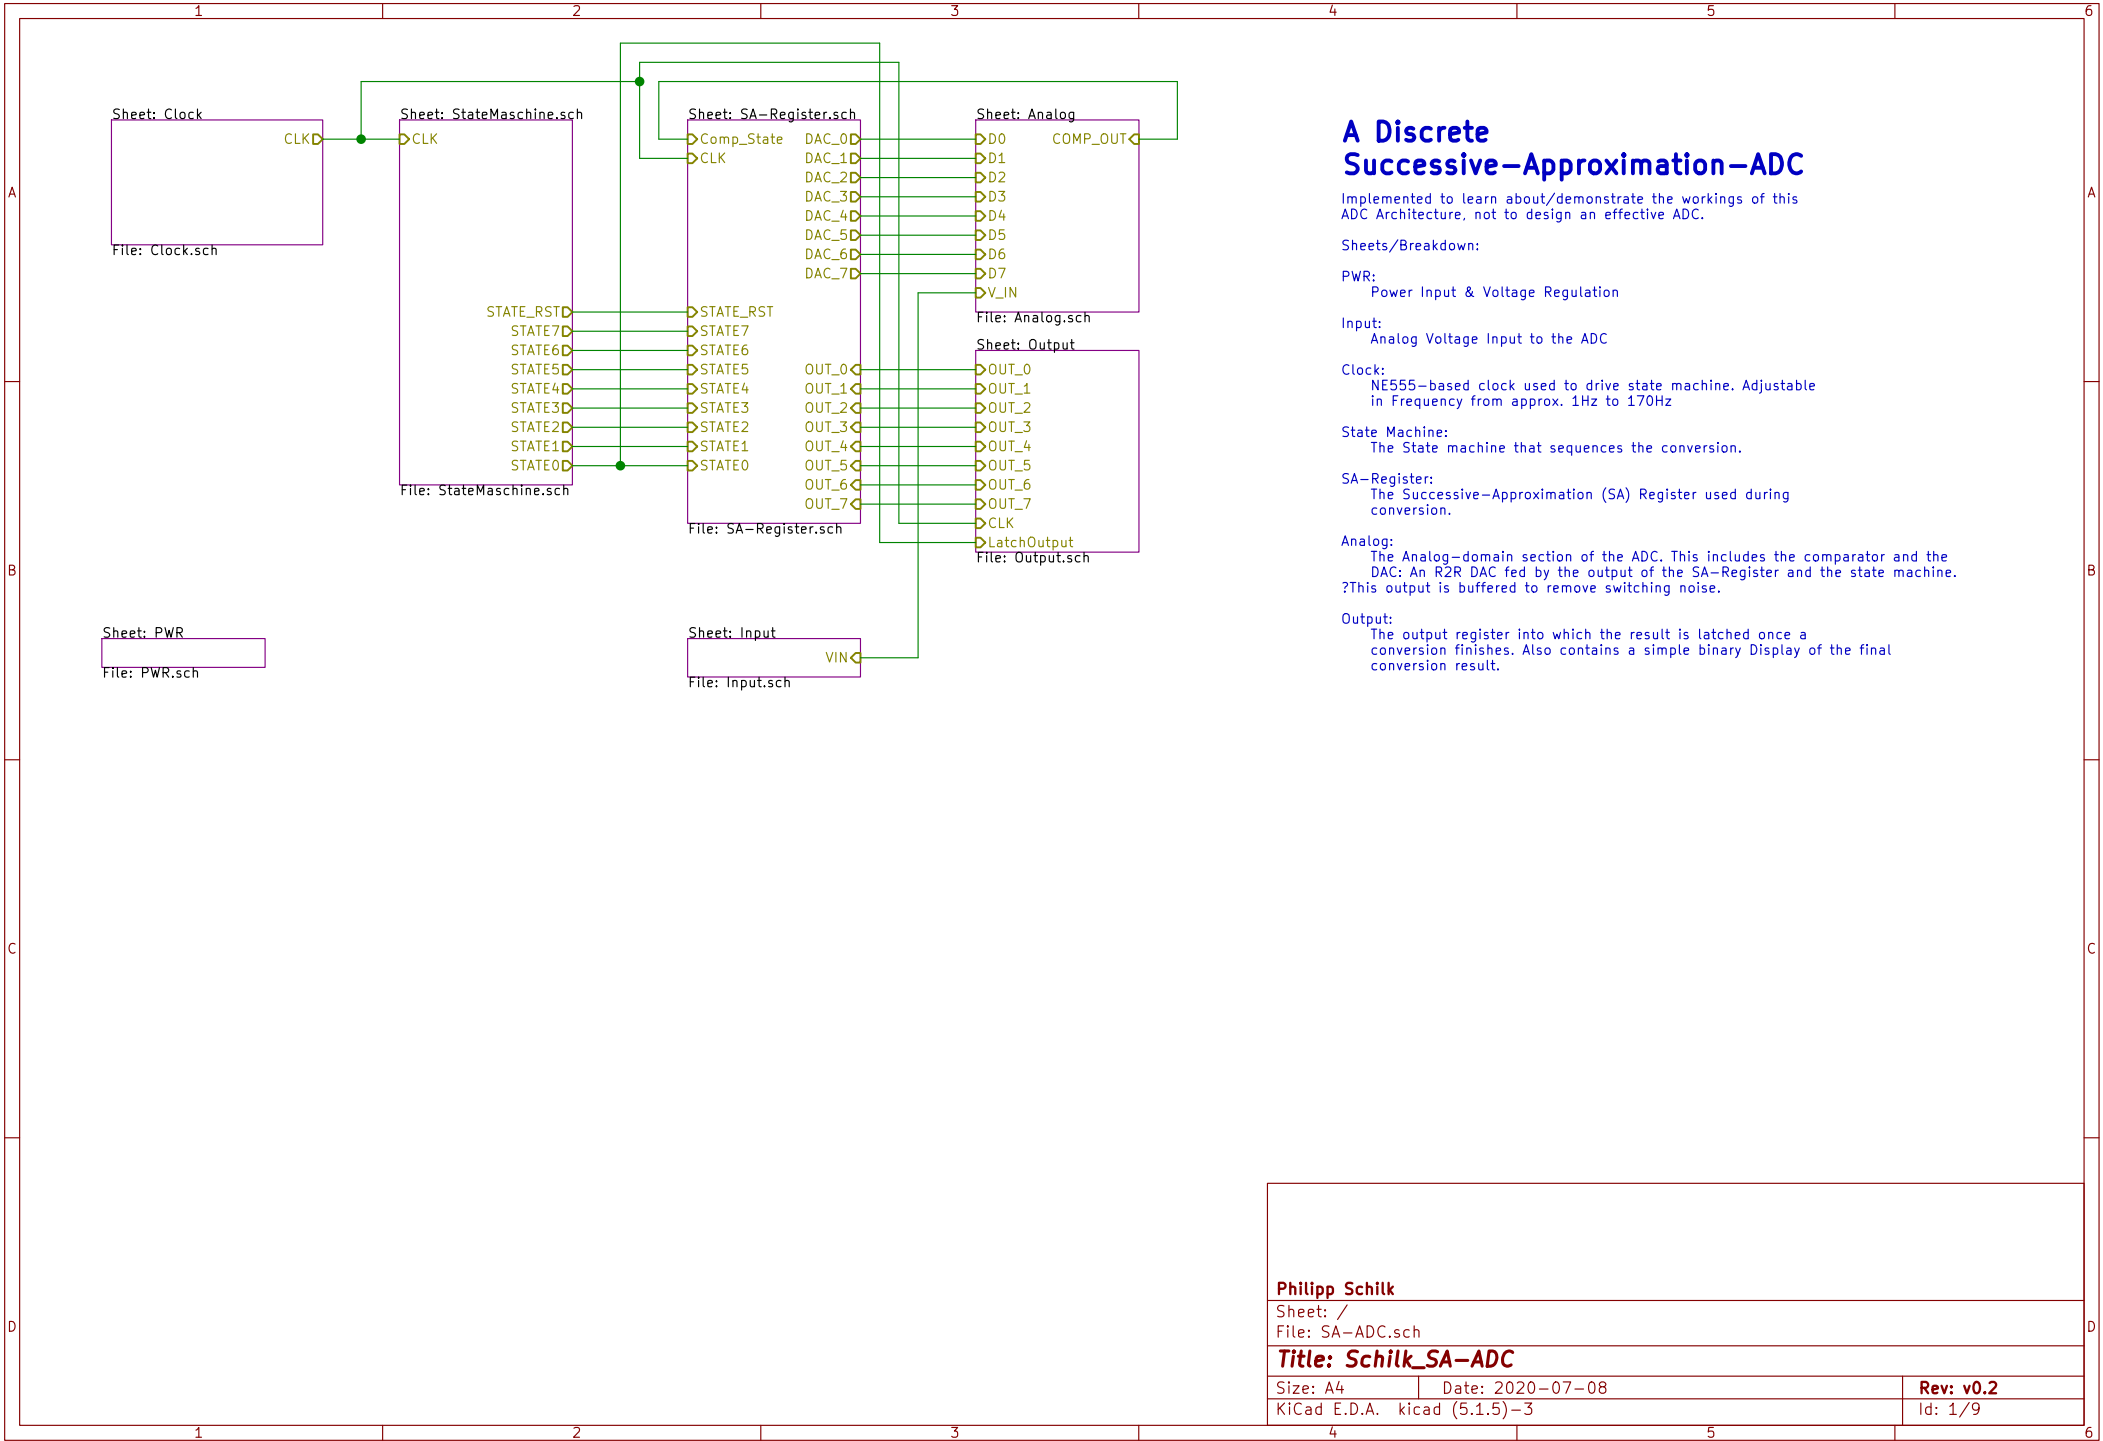 1 2 3 4 5 6
A
B
C
D
Sheet: Clock
CLK
File: Clock.sch
Sheet: StateMaschine.sch
CLK
STATE_RST
STATE7
STATE6
STATE5
STATE4
STATE3
STATE2
STATE1
STATE0
File: StateMaschine.sch
Sheet: SA-Register.sch
Comp_State
CLK
STATE_RST
STATE7
STATE6
STATE5
STATE4
STATE3
STATE2
STATE1
STATE0
DAC_0
DAC_1
DAC_2
DAC_3
DAC_4
DAC_5
DAC_6
DAC_7
OUT_0
OUT_1
OUT_2
OUT_3
OUT_4
OUT_5
OUT_6
OUT_7
File: SA-Register.sch
Sheet: Analog
D0
D1
D2
D3
D4
D5
D6
D7
V_IN
COMP_OUT
File: Analog.sch
Sheet: Output
OUT_0
OUT_1
OUT_2
OUT_3
OUT_4
OUT_5
OUT_6
OUT_7
CLK
LatchOutput
File: Output.sch
Sheet: PWR
File: PWR.sch
Sheet: Input
VIN
File: Input.sch
A Discrete
Successive-Approximation-ADC
Implemented to learn about/demonstrate the workings of this
ADC Architecture, not to design an effective ADC.
Sheets/Breakdown:
PWR:
Power Input & Voltage Regulation
Input:
Analog Voltage Input to the ADC
Clock:
NE555-based clock used to drive state machine. Adjustable
in Frequency from approx. 1Hz to 170Hz
State Machine:
The State machine that sequences the conversion.
SA-Register:
The Successive-Approximation (SA) Register used during
conversion.
Analog:
The Analog-domain section of the ADC. This includes the comparator and the
DAC: An R2R DAC fed by the output of the SA-Register and the state machine.
?This output is buffered to remove switching noise.
Output:
The output register into which the result is latched once a
conversion finishes. Also contains a simple binary Display of the final
conversion result.
A
B
C
D
Philipp Schilk
Sheet: /
File: SA-ADC.sch
Title: Schilk_SA-ADC
Size: A4 Date: 2020-07-08 Rev: v0.2
KiCad E.D.A. kicad (5.1.5)-3 Id: 1/9
1 2 3 4 5 6